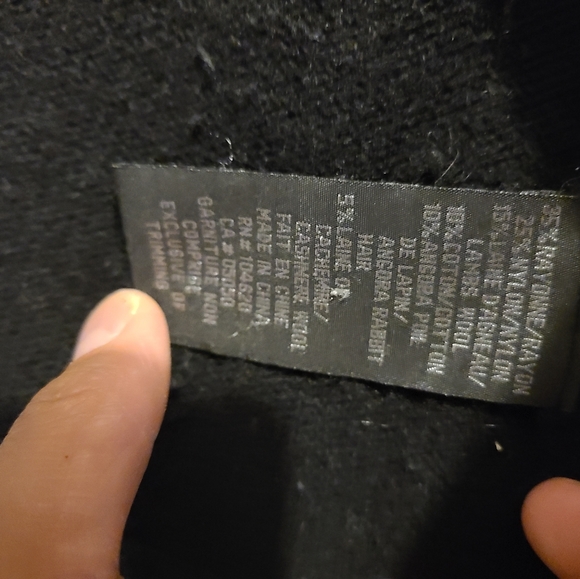 35% RAYONNE/RAYON
25% NYLON/NYLON
15% LAINE D'AGNEAU/
LAMBS WOOL
10% COTON/COTTON
10% ANGORA
DE LAPIN/
ANGORA RABBIT
HAIR
5% LAINE DE
CACHEMIRE/
CASHMERE WOOL
FAIT EN CHINE
MADE IN CHINA
RN# 104620
CA #
GARNITURE NON
COMPRISE
EXCLUSIVE OF
TRIMMING